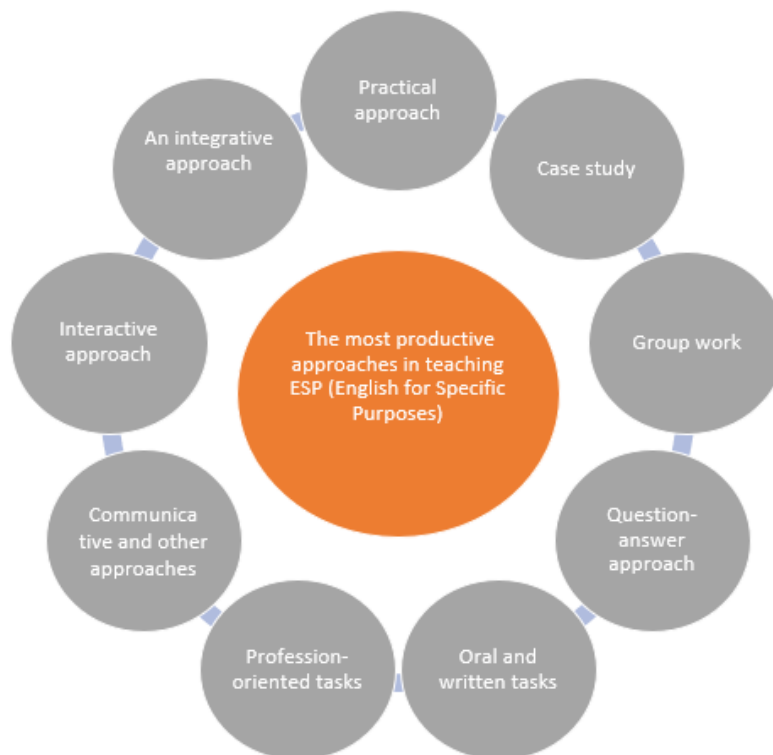 Practical
approach
Case study
Group work
Question-
answer
approach
Oral and
written tasks
Profession-
oriented tasks
Communica
tive and other
approaches
Interactive
approach
An integrative
approach
The most productive
approaches in teaching
ESP (English for Specific
Purposes)